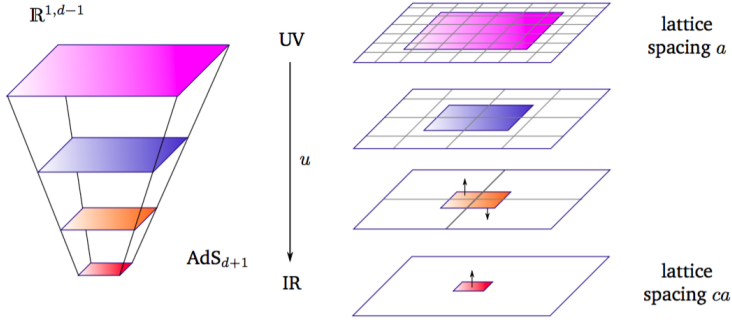 ℝ^{1,d−1}
UV
lattice
spacing a
u
AdS_{d+1}
IR
lattice
spacing ca